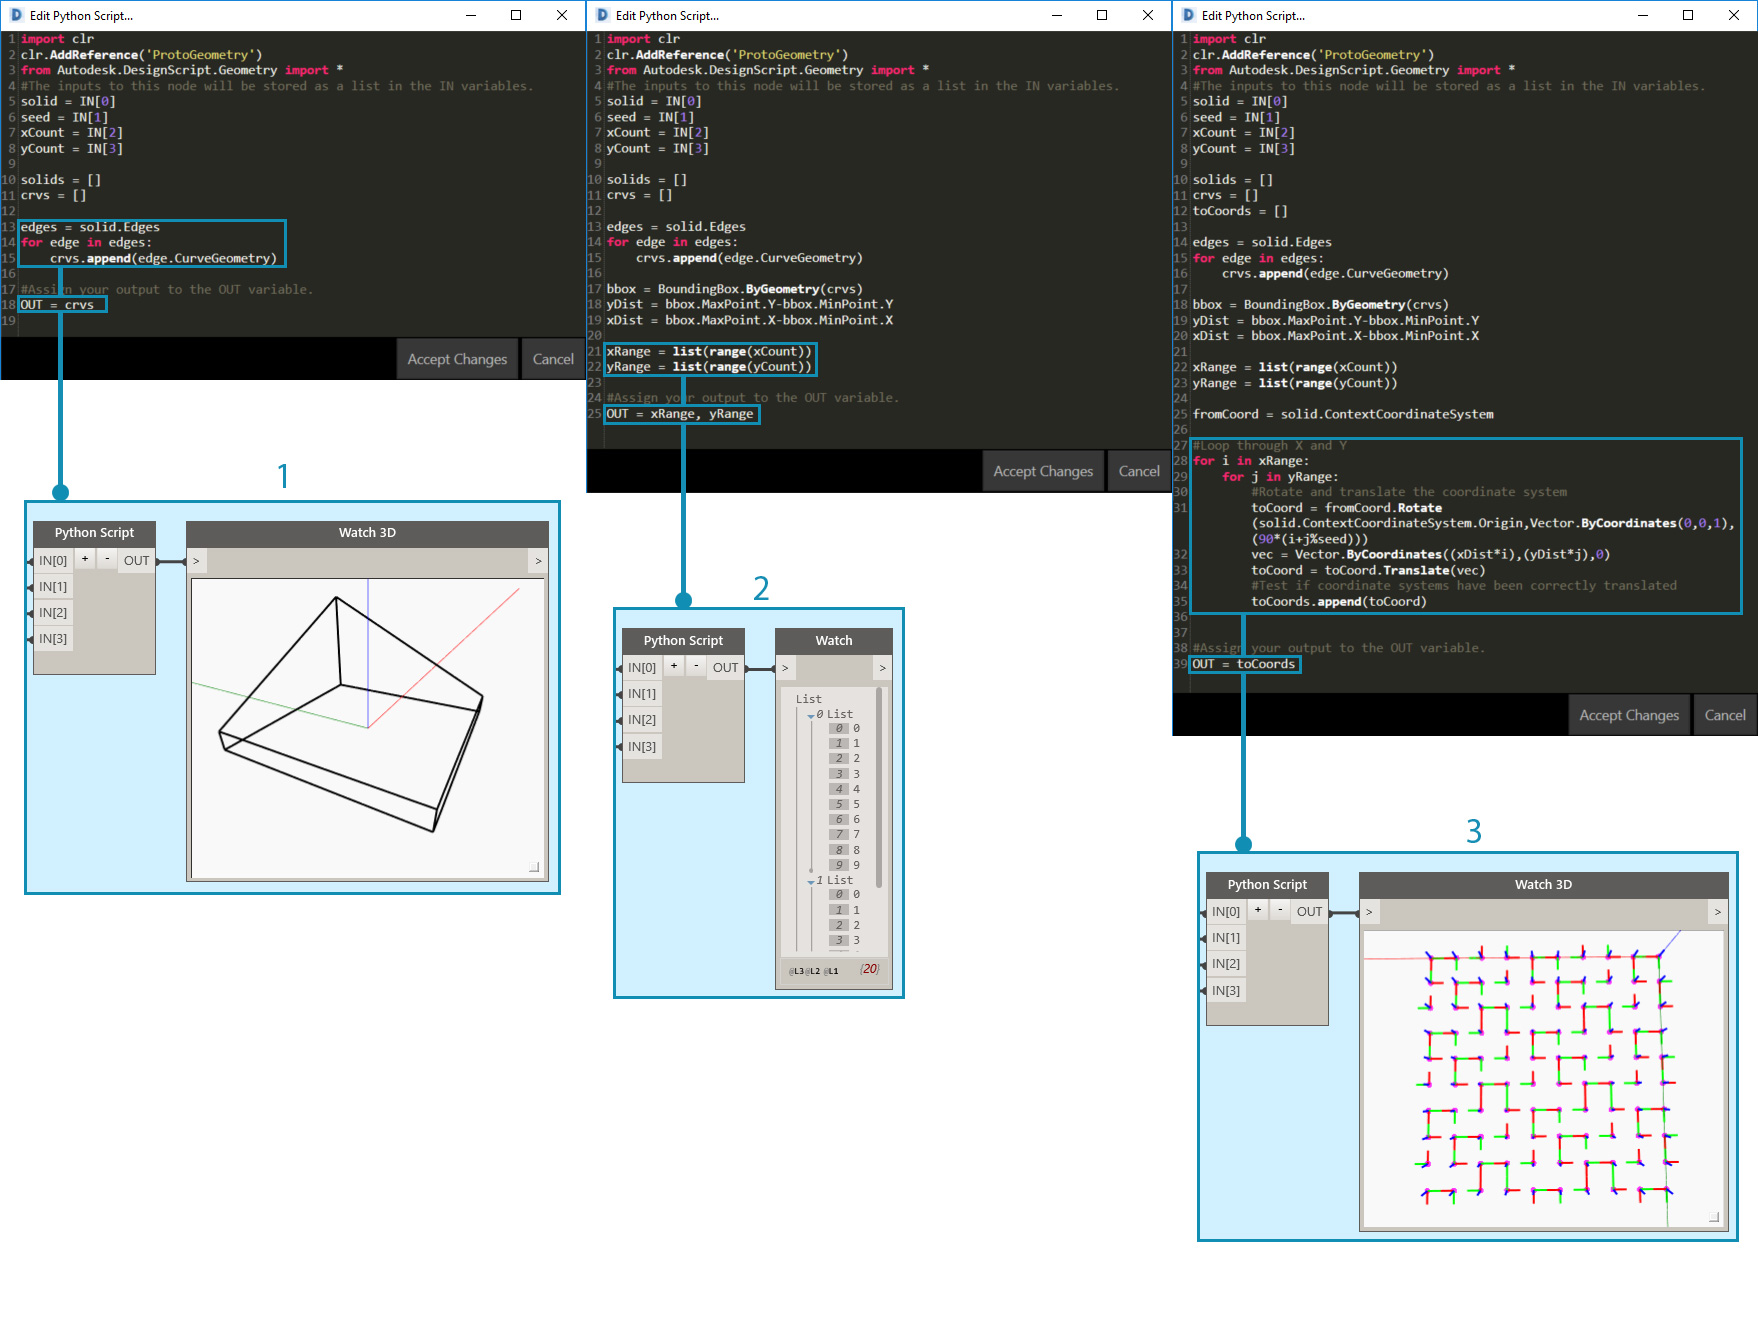 Edit Python Script...
1 import clr
2 clr.AddReference('ProtoGeometry')
3 from Autodesk.DesignScript.Geometry import *
4 #The inputs to this node will be stored as a list in the IN variables.
5 solid = IN[0]
6 seed = IN[1]
7 xCount = IN[2]
8 yCount = IN[3]
9
10 solids = []
11 crvs = []
12
13 edges = solid.Edges
14 for edge in edges:
15     crvs.append(edge.CurveGeometry)
16
17 #Assign your output to the OUT variable.
18 OUT = crvs
19
Accept Changes
Cancel
1
Python Script
IN[0] + - OUT
IN[1]
IN[2]
IN[3]
Watch 3D
> >
Edit Python Script...
1 import clr
2 clr.AddReference('ProtoGeometry')
3 from Autodesk.DesignScript.Geometry import *
4 #The inputs to this node will be stored as a list in the IN variables.
5 solid = IN[0]
6 seed = IN[1]
7 xCount = IN[2]
8 yCount = IN[3]
9
10 solids = []
11 crvs = []
12
13 edges = solid.Edges
14 for edge in edges:
15     crvs.append(edge.CurveGeometry)
16
17 bbox = BoundingBox.ByGeometry(crvs)
18 yDist = bbox.MaxPoint.Y-bbox.MinPoint.Y
19 xDist = bbox.MaxPoint.X-bbox.MinPoint.X
20
21 xRange = list(range(xCount))
22 yRange = list(range(yCount))
23
24 #Assign your output to the OUT variable.
25 OUT = xRange, yRange
Accept Changes
Cancel
2
Python Script
IN[0] + - OUT
IN[1]
IN[2]
IN[3]
Watch
> >
List
0 List
0 0
1 1
2 2
3 3
4 4
5 5
6 6
7 7
8 8
9 9
1 List
0 0
1 1
2 2
3 3
@L3 @L2 @L1 {20}
Edit Python Script...
1 import clr
2 clr.AddReference('ProtoGeometry')
3 from Autodesk.DesignScript.Geometry import *
4 #The inputs to this node will be stored as a list in the IN variables.
5 solid = IN[0]
6 seed = IN[1]
7 xCount = IN[2]
8 yCount = IN[3]
9
10 solids = []
11 crvs = []
12 toCoords = []
13
14 edges = solid.Edges
15 for edge in edges:
16     crvs.append(edge.CurveGeometry)
17
18 bbox = BoundingBox.ByGeometry(crvs)
19 yDist = bbox.MaxPoint.Y-bbox.MinPoint.Y
20 xDist = bbox.MaxPoint.X-bbox.MinPoint.X
21
22 xRange = list(range(xCount))
23 yRange = list(range(yCount))
24
25 fromCoord = solid.ContextCoordinateSystem
26
27 #Loop through X and Y
28 for i in xRange:
29     for j in yRange:
30         #Rotate and translate the coordinate system
31         toCoord = fromCoord.Rotate
(solid.ContextCoordinateSystem.Origin,Vector.ByCoordinates(0,0,1),
(90*(i+j%seed)))
32         vec = Vector.ByCoordinates((xDist*i),(yDist*j),0)
33         toCoord = toCoord.Translate(vec)
34         #Test if coordinate systems have been correctly translated
35         toCoords.append(toCoord)
36
37
38 #Assign your output to the OUT variable.
39 OUT = toCoords
Accept Changes
Cancel
3
Python Script
IN[0] + - OUT
IN[1]
IN[2]
IN[3]
Watch 3D
> >